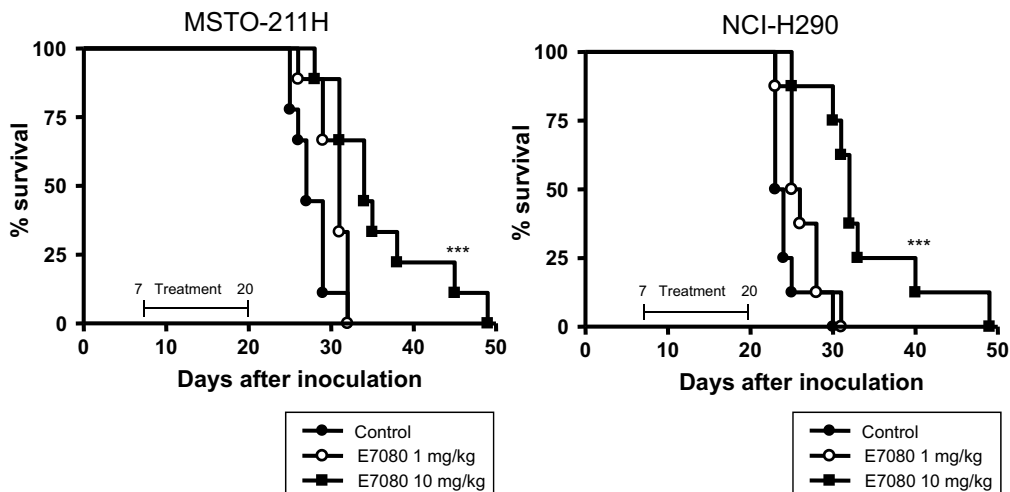 MSTO-211H
100
75
50
25
0
% survival
7 Treatment 20
***
0 10 20 30 40 50
Days after inoculation
Control
E7080 1 mg/kg
E7080 10 mg/kg
NCI-H290
100
75
50
25
0
% survival
7 Treatment 20
***
0 10 20 30 40 50
Days after inoculation
Control
E7080 1 mg/kg
E7080 10 mg/kg